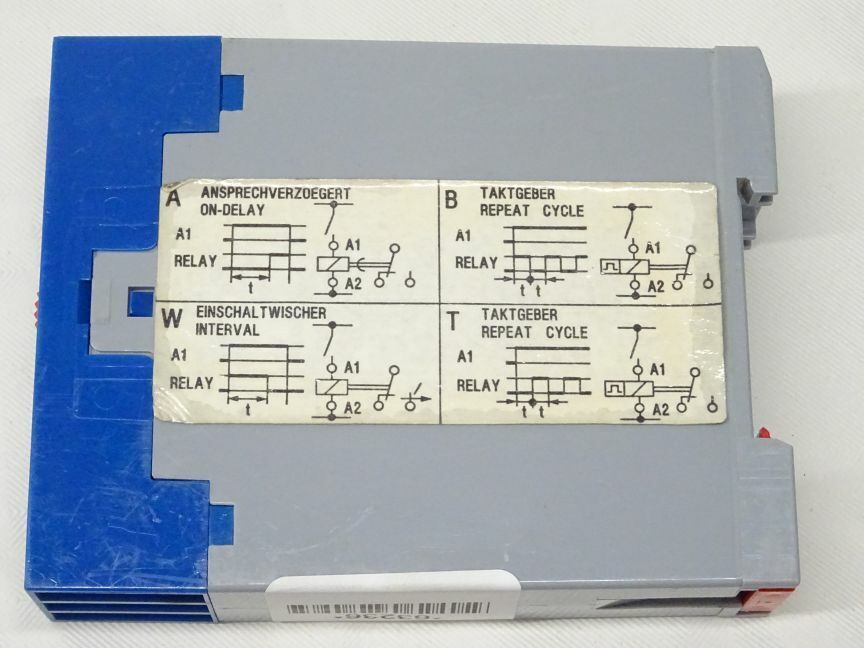 A ANSPRECHVERZOEGERT
ON-DELAY
A1
RELAY
t
A1
A2
B TAKTGEBER
REPEAT CYCLE
A1
RELAY
t t
A1
A2
W EINSCHALTWISCHER
INTERVAL
A1
RELAY
t
A1
A2
T TAKTGEBER
REPEAT CYCLE
A1
RELAY
t t
A1
A2